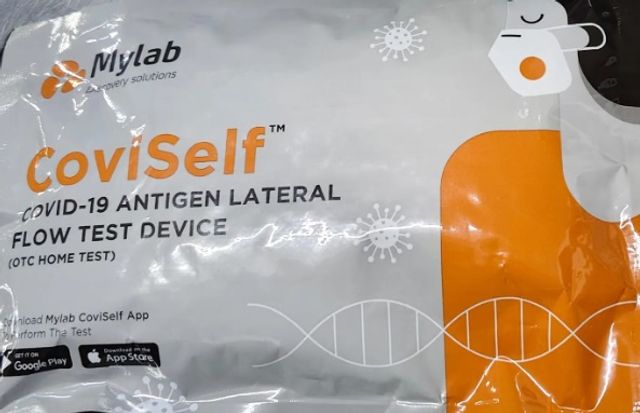 Mylab
Discovery solutions
CoviSelf™
COVID-19 ANTIGEN LATERAL
FLOW TEST DEVICE
(OTC HOME TEST)
Download Mylab CoviSelf App
Perform The Test
GET IT ON
Google Play
Download on the
App Store